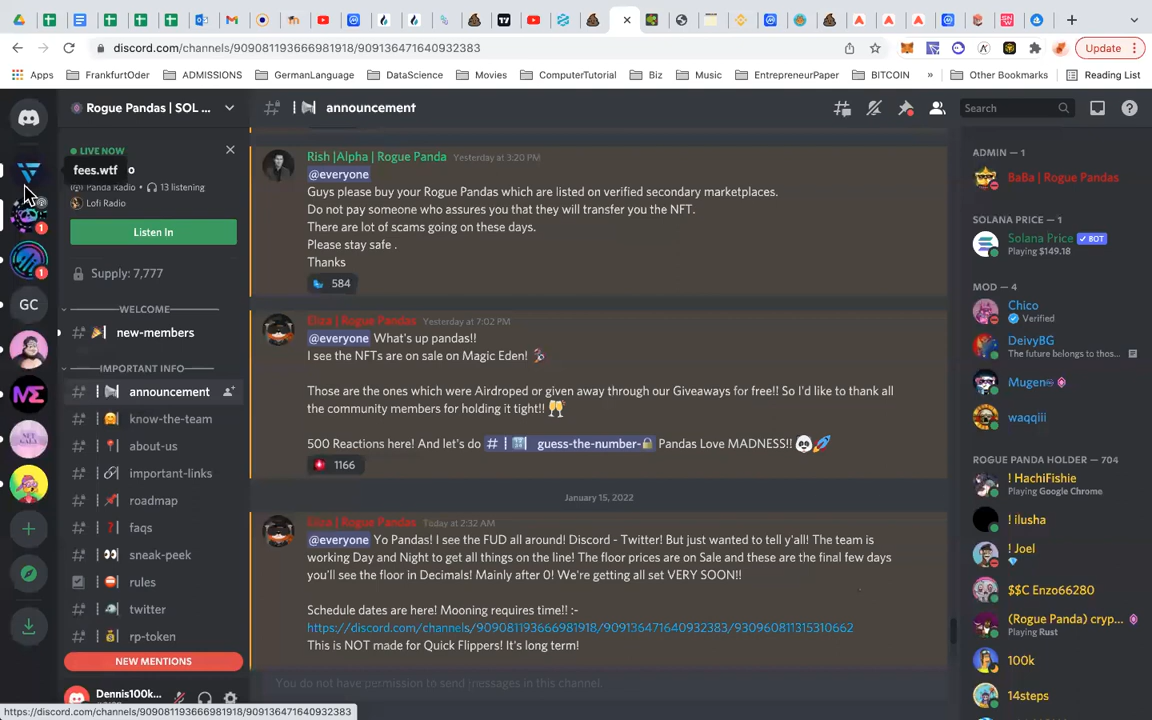 discord.com/channels/909081193666981918/909136471640932383
Update
Apps
FrankfurtOder
ADMISSIONS
GermanLanguage
DataScience
Movies
ComputerTutorial
Biz
Music
EntrepreneurPaper
BITCOIN
»
Other Bookmarks
Reading List
Rogue Pandas | SOL ...
announcement
Search
LIVE NOW
fees.wtf
Panda Radio • 13 listening
Lofi Radio
Listen In
Supply: 7,777
WELCOME
new-members
IMPORTANT INFO
announcement
know-the-team
about-us
important-links
roadmap
faqs
sneak-peek
rules
twitter
rp-token
NEW MENTIONS
Dennis100k...
GC
Rish |Alpha | Rogue Panda Yesterday at 3:20 PM
@everyone
Guys please buy your Rogue Pandas which are listed on verified secondary marketplaces.
Do not pay someone who assures you that they will transfer you the NFT.
There are lot of scams going on these days.
Please stay safe .
Thanks
584
Eliza | Rogue Pandas Yesterday at 7:02 PM
@everyone What's up pandas!!
I see the NFTs are on sale on Magic Eden!
Those are the ones which were Airdroped or given away through our Giveaways for free!! So I'd like to thank all
the community members for holding it tight!!
500 Reactions here! And let's do # guess-the-number- Pandas Love MADNESS!!
1166
January 15, 2022
Eliza | Rogue Pandas Today at 2:32 AM
@everyone Yo Pandas! I see the FUD all around! Discord - Twitter! But just wanted to tell y'all! The team is
working Day and Night to get all things on the line! The floor prices are on Sale and these are the final few days
you'll see the floor in Decimals! Mainly after 0! We're getting all set VERY SOON!!
Schedule dates are here! Mooning requires time!! :-
https://discord.com/channels/909081193666981918/909136471640932383/930960811315310662
This is NOT made for Quick Flippers! It's long term!
You do not have permission to send messages in this channel.
ADMIN — 1
BaBa | Rogue Pandas
SOLANA PRICE — 1
Solana Price ✓ BOT
Playing $149.18
MOD — 4
Chico
Verified
DeivyBG
The future belongs to thos...
Mugen∞
waqqiii
ROGUE PANDA HOLDER — 704
! HachiFishie
Playing Google Chrome
! ilusha
! Joel
$$C Enzo66280
(Rogue Panda) cryp...
Playing Rust
100k
14steps
https://discord.com/channels/909081193666981918/909136471640932383